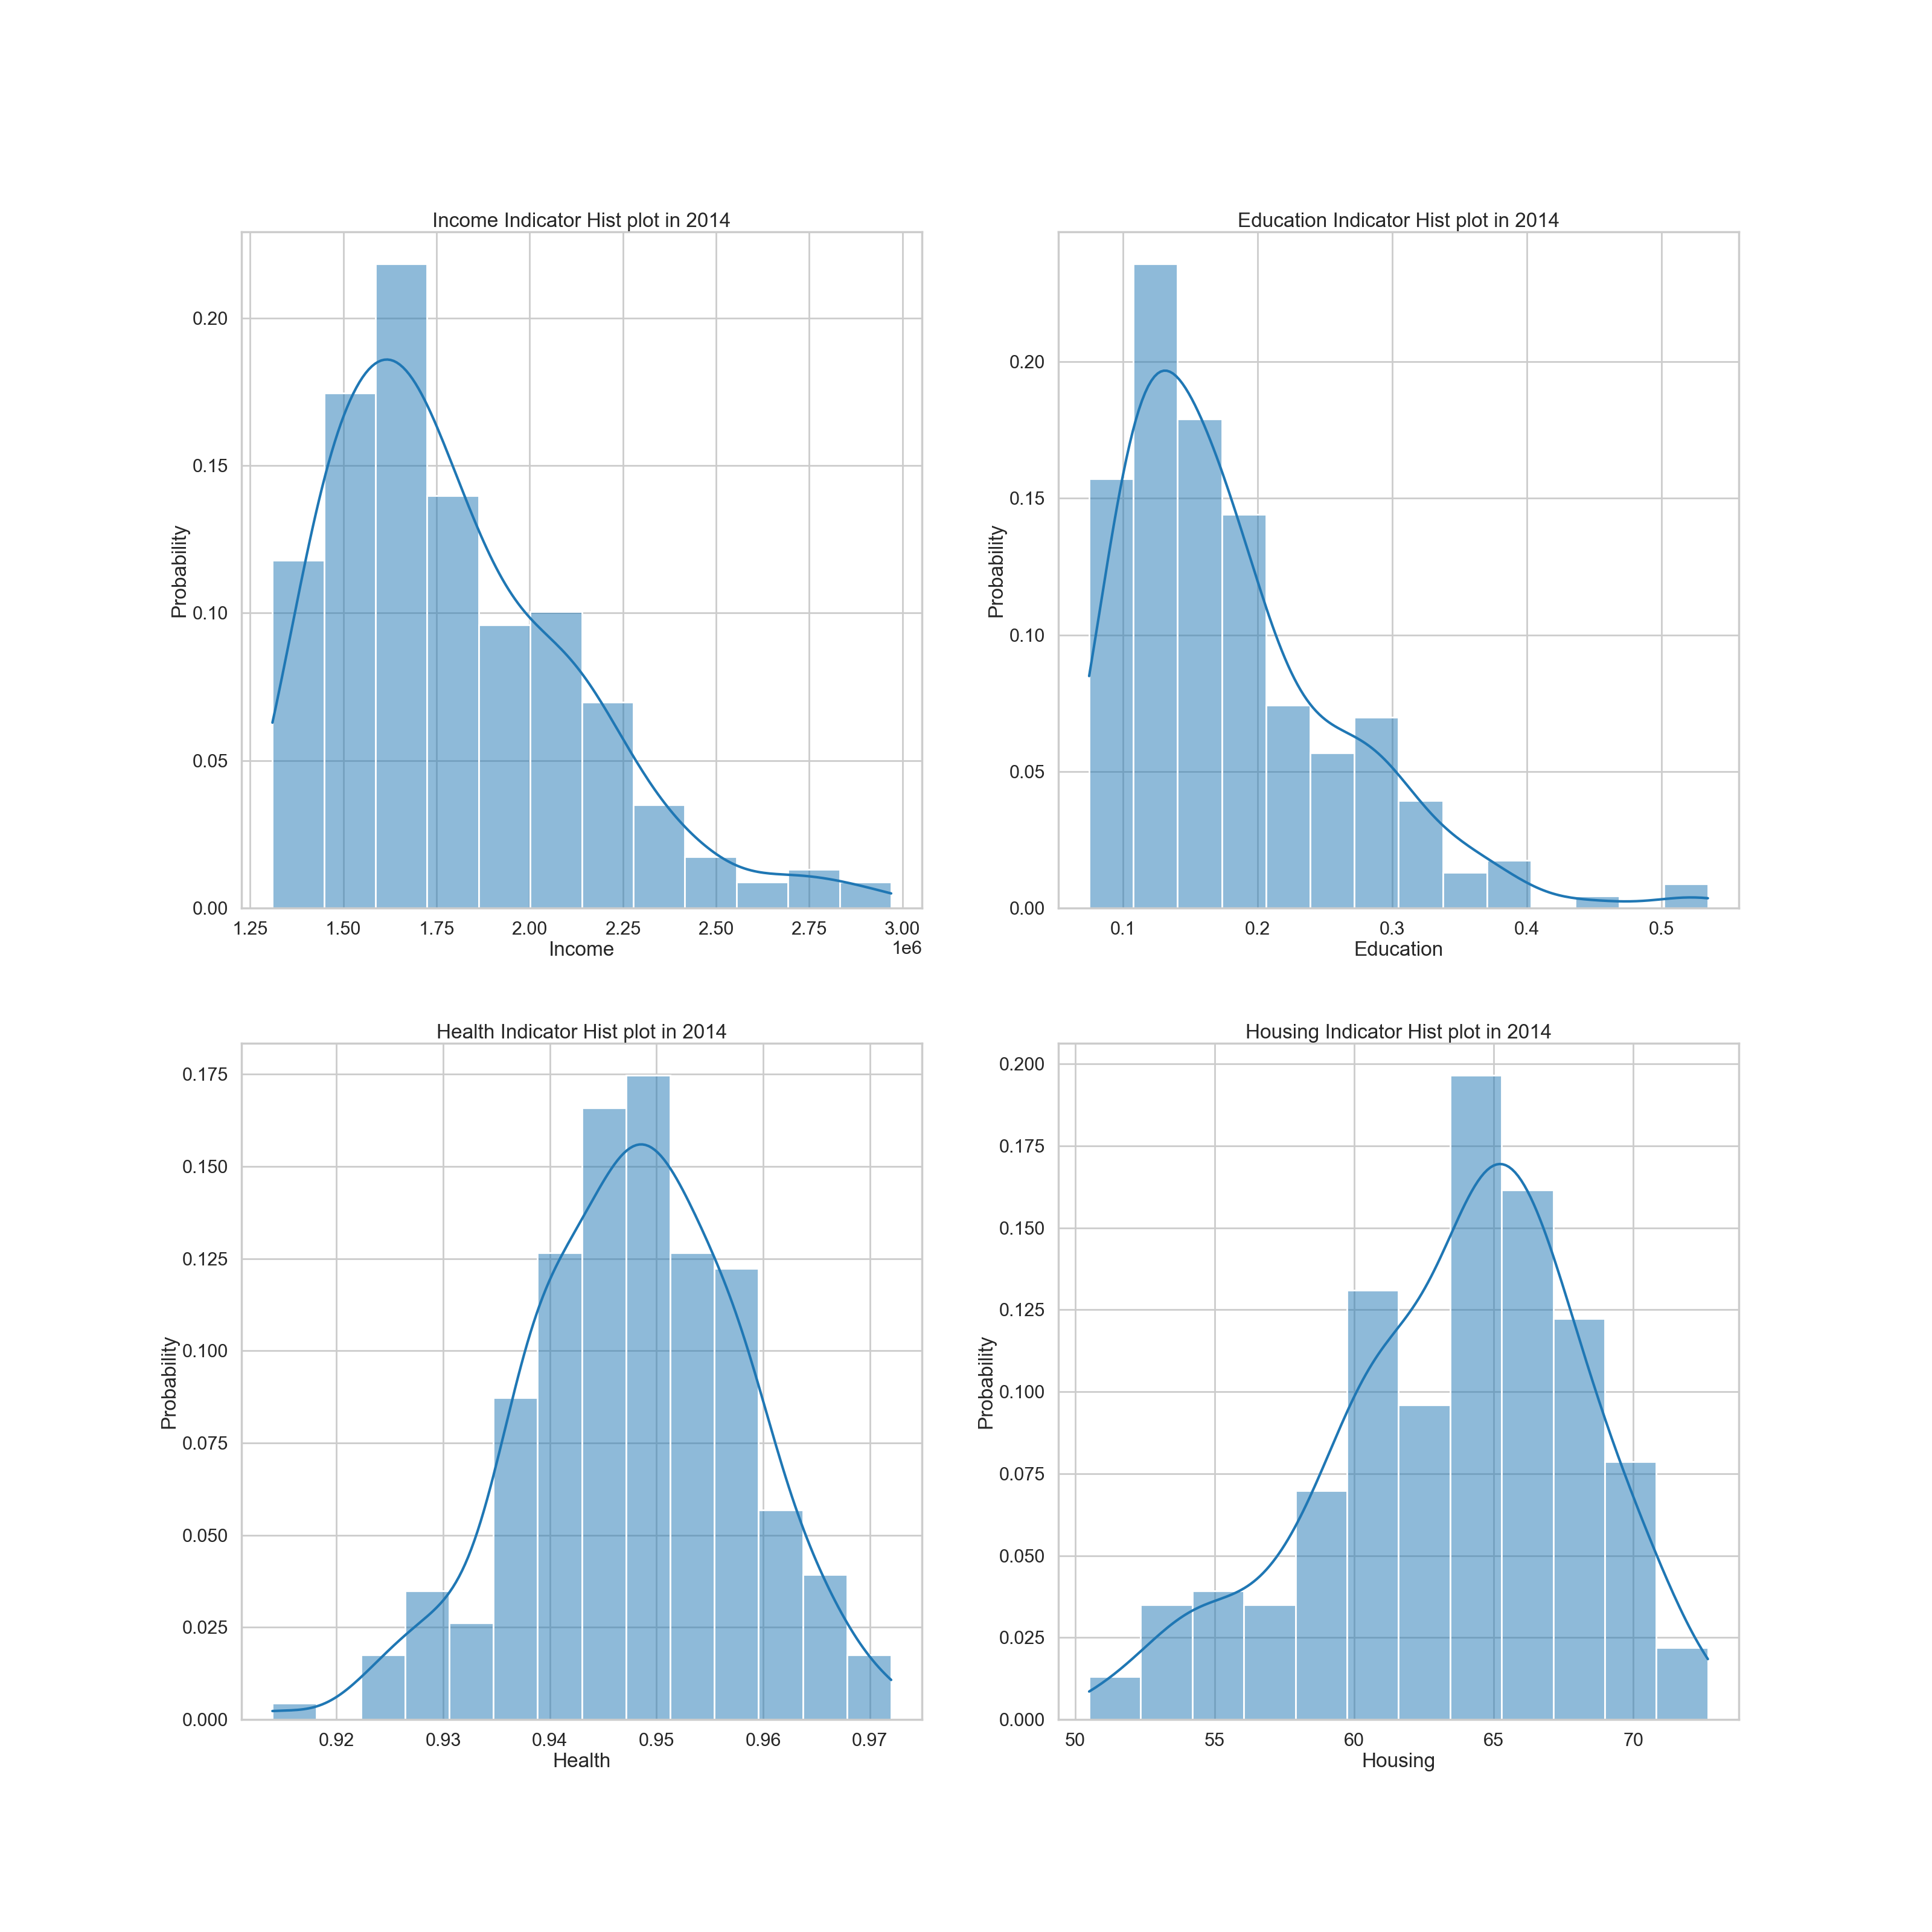 Income Indicator Hist plot in 2014
Probability
0.20
0.15
0.10
0.05
0.00
1.25 1.50 1.75 2.00 2.25 2.50 2.75 3.00
1e6
Income
Education Indicator Hist plot in 2014
Probability
0.20
0.15
0.10
0.05
0.00
0.1 0.2 0.3 0.4 0.5
Education
Health Indicator Hist plot in 2014
Probability
0.175
0.150
0.125
0.100
0.075
0.050
0.025
0.000
0.92 0.93 0.94 0.95 0.96 0.97
Health
Housing Indicator Hist plot in 2014
Probability
0.200
0.175
0.150
0.125
0.100
0.075
0.050
0.025
0.000
50 55 60 65 70
Housing